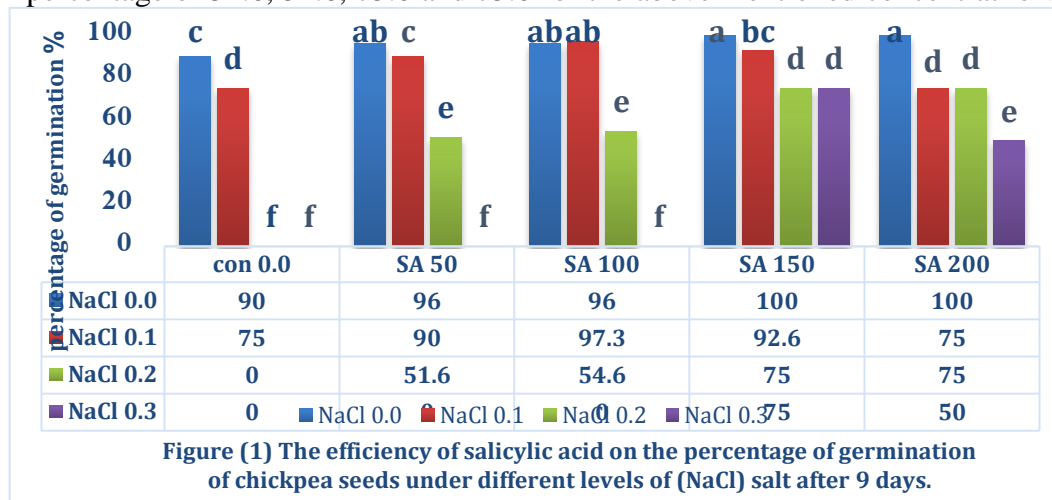 100
80
60
40
20
0
percentage of germination %
c d f f
ab c e f
ab ab e f
a bc d d
a d d e
con 0.0 SA 50 SA 100 SA 150 SA 200
NaCl 0.0 90 96 96 100 100
NaCl 0.1 75 90 97.3 92.6 75
NaCl 0.2 0 51.6 54.6 75 75
NaCl 0.3 0 0 0 75 50
NaCl 0.0 NaCl 0.1 NaCl 0.2 NaCl 0.3
Figure (1) The efficiency of salicylic acid on the percentage of germination
of chickpea seeds under different levels of (NaCl) salt after 9 days.